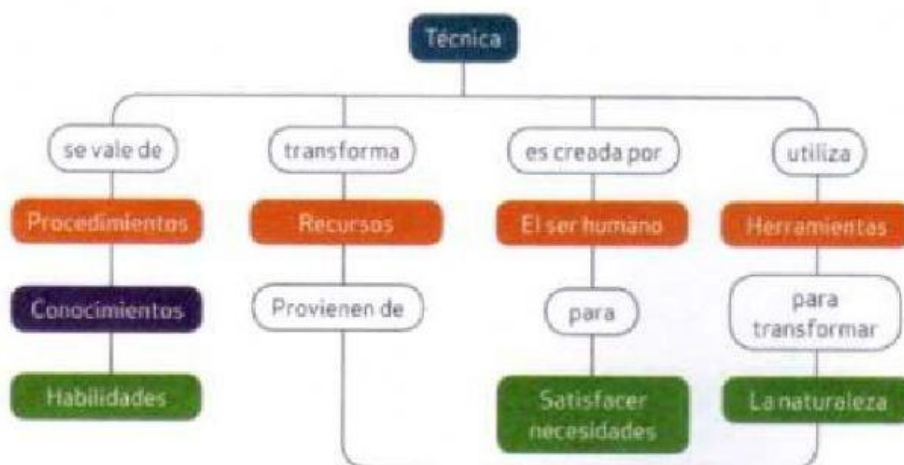 Técnica
se vale de
transforma
es creada por
utiliza
Procedimientos
Recursos
El ser humano
Herramientas
Conocimientos
Provienen de
para
para
transformar
Habilidades
Satisfacer
necesidades
La naturaleza